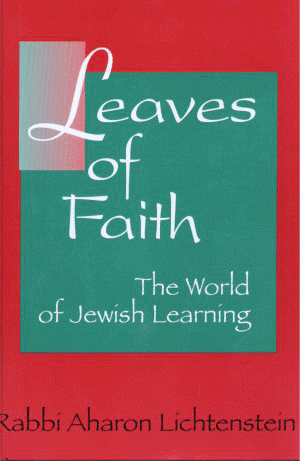 Leaves
of
Faith
The World
of Jewish Learning
Rabbi Aharon Lichtenstein